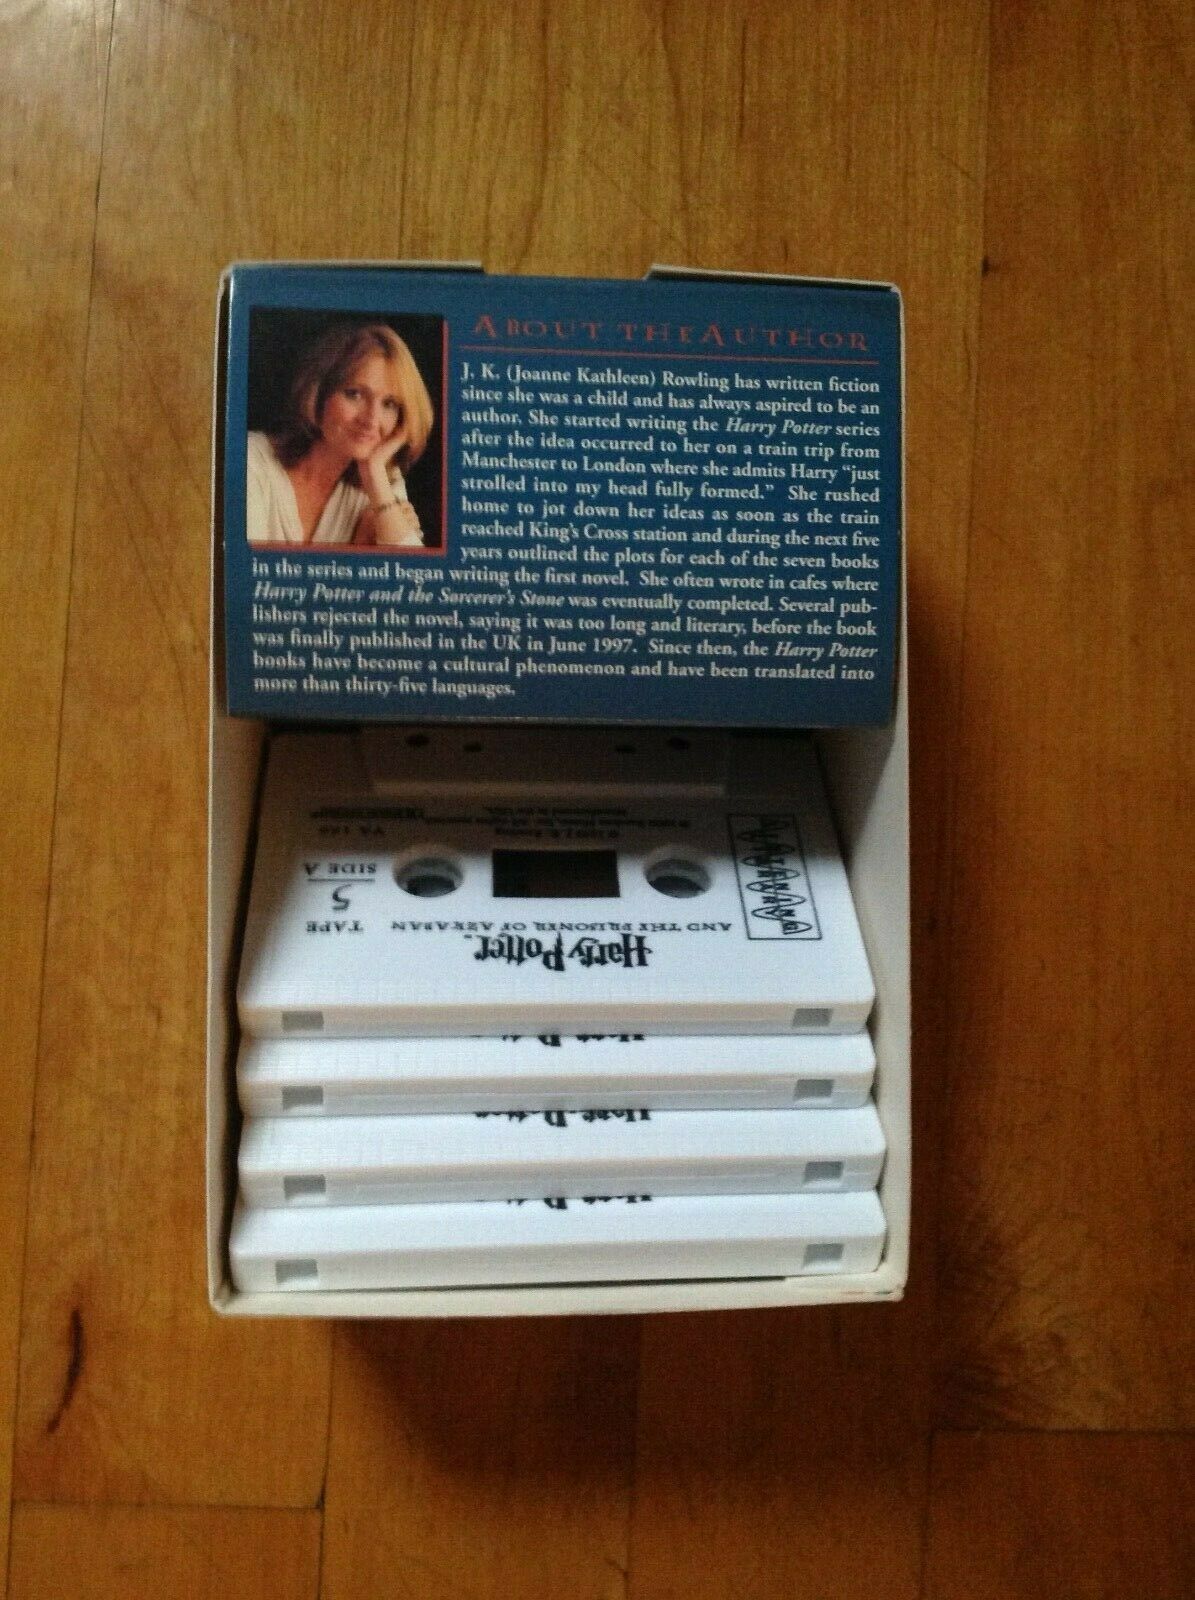 ABOUT THE AUTHOR
J. K. (Joanne Kathleen) Rowling has written fiction
since she was a child and has always aspired to be an
author. She started writing the Harry Potter series
after the idea occurred to her on a train trip from
Manchester to London where she admits Harry “just
strolled into my head fully formed.” She rushed
home to jot down her ideas as soon as the train
reached King's Cross station and during the next five
years outlined the plots for each of the seven books
in the series and began writing the first novel. She often wrote in cafes where
Harry Potter and the Sorcerer's Stone was eventually completed. Several pub-
lishers rejected the novel, saying it was too long and literary, before the book
was finally published in the UK in June 1997. Since then, the Harry Potter
books have become a cultural phenomenon and have been translated into
more than thirty-five languages.
Harry Potter™
AND THE PRISONER OF AZKABAN
TAPE
5
SIDE A
LISTENING LIBRARY
Harry Potter
Harry Potter
Harry Potter